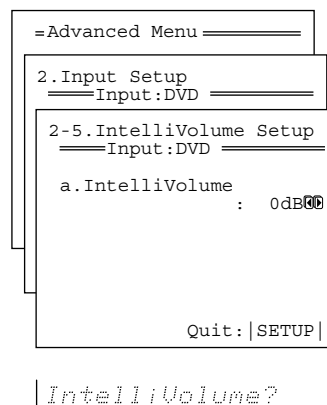 Advanced Menu
2.Input Setup
Input:DVD
2-5.IntelliVolume Setup
Input:DVD
a.IntelliVolume
: 0dB
Quit:|SETUP|
IntelliVolume?